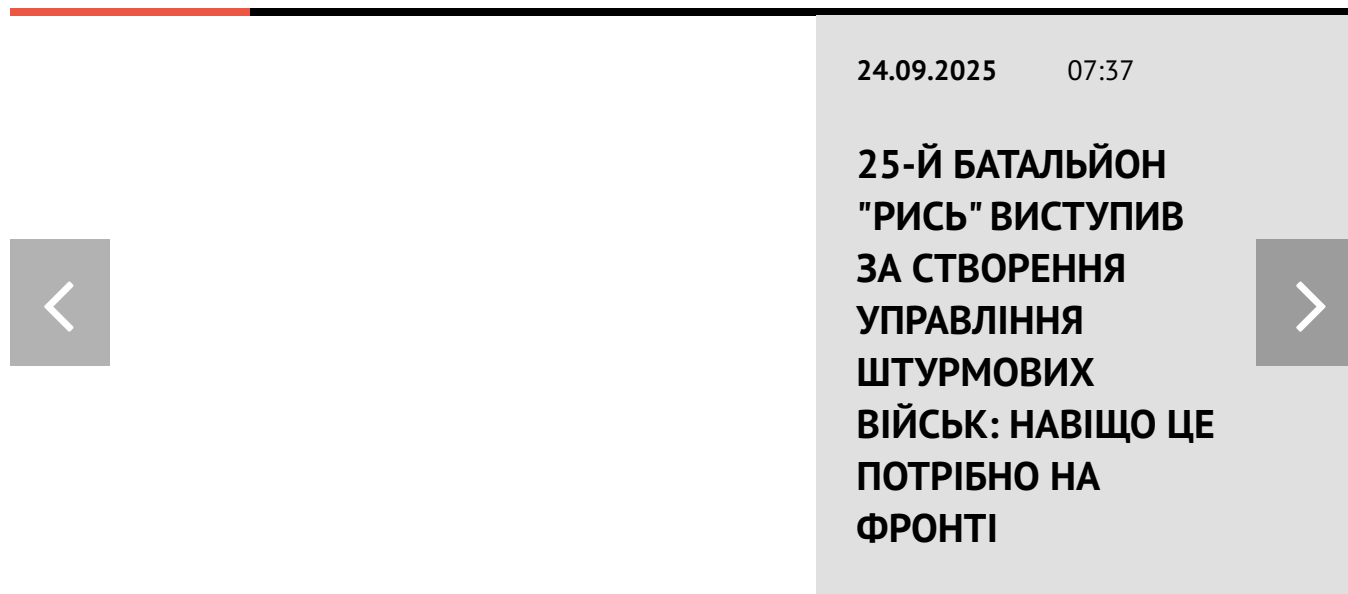 24.09.2025 07:37
25-Й БАТАЛЬЙОН
"РИСЬ" ВИСТУПИВ
ЗА СТВОРЕННЯ
УПРАВЛІННЯ
ШТУРМОВИХ
ВІЙСЬК: НАВІЩО ЦЕ
ПОТРІБНО НА
ФРОНТІ